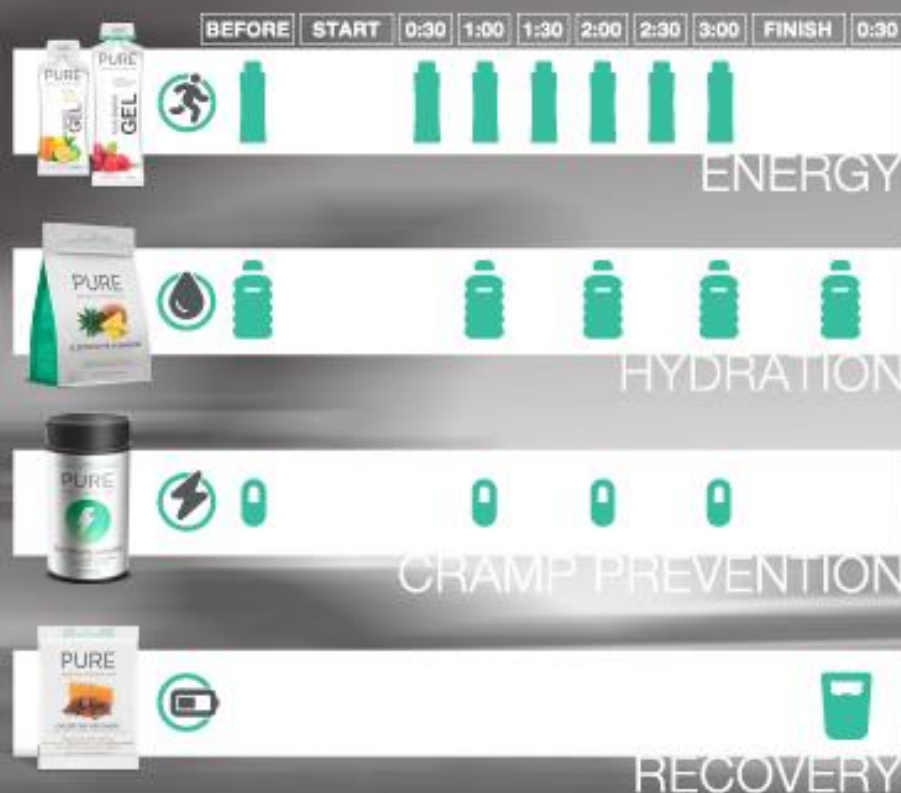 BEFORE START 0:30 1:00 1:30 2:00 2:30 3:00 FINISH 0:30
PURE PURE
GEL GEL
ENERGY
PURE
HYDRATION
PURE
CRAMP PREVENTION
PURE
RECOVERY